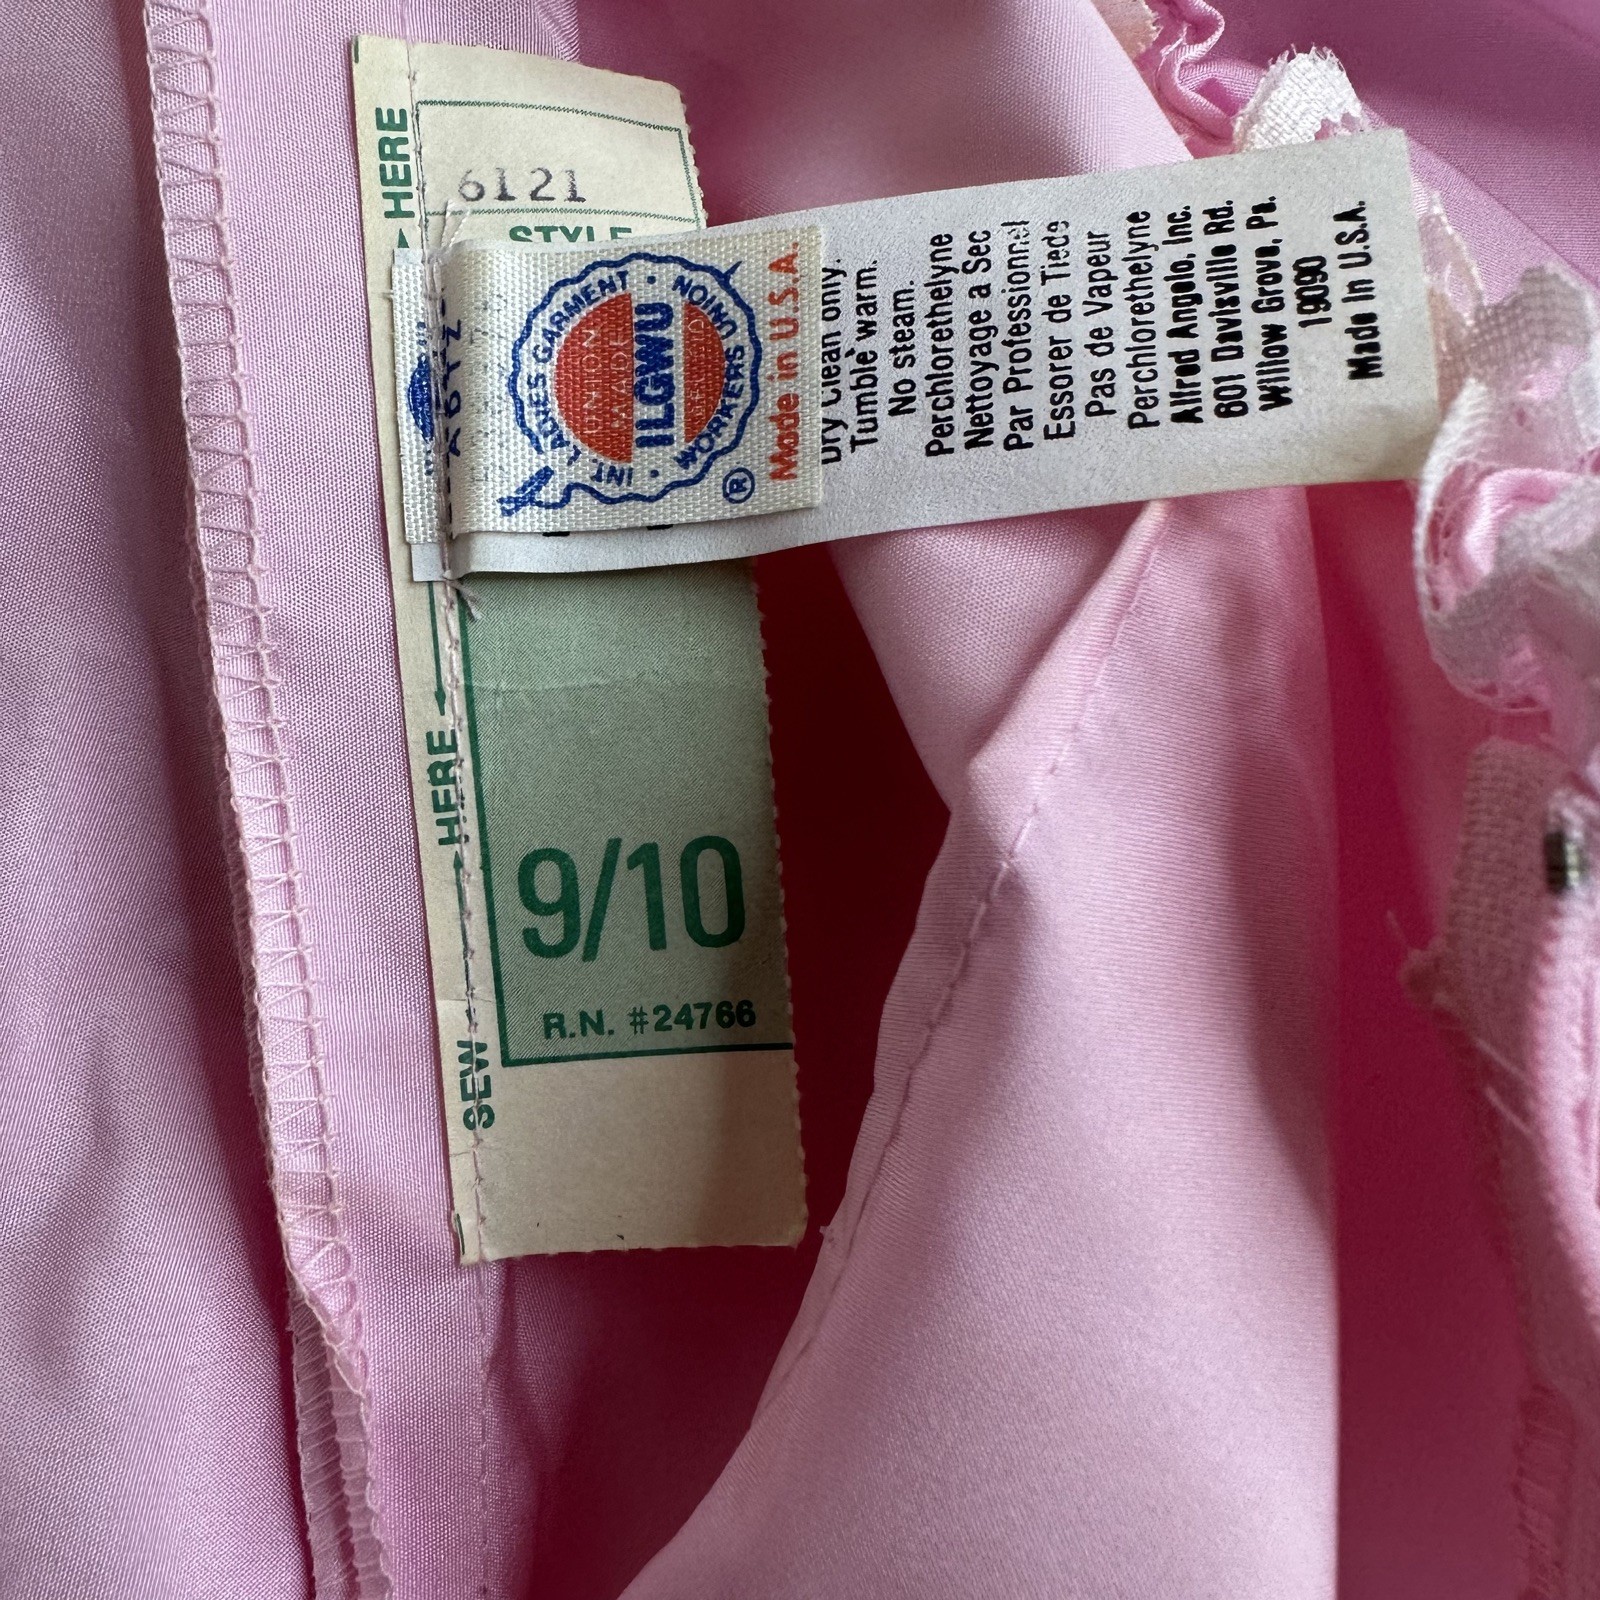 HERE
6121
STYLE
INT. LADIES GARMENT WORKERS UNION
UNION
MADE
ILGWU
®
Made in U.S.A.
Dry Clean only.
Tumble warm.
No steam.
Perchlorethelyne
Nettoyage a Sec
Par Professionnel
Essorer de Tiede
Pas de Vapeur
Perchlorethelyne
Alfred Angelo, Inc.
601 Davisville Rd.
Willow Grove, Pa.
19090
Made In U.S.A.
HERE
9/10
R.N. #24766
SEW